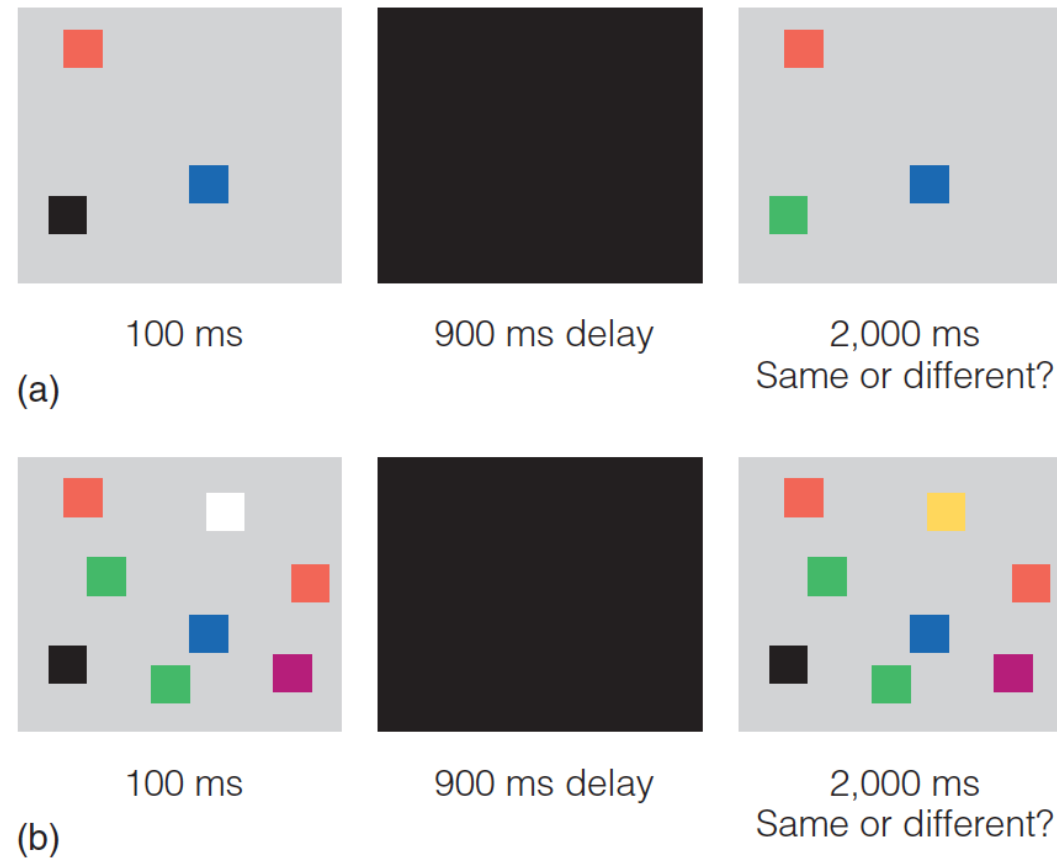 100 ms
900 ms delay
2,000 ms
Same or different?
(a)
100 ms
900 ms delay
2,000 ms
Same or different?
(b)